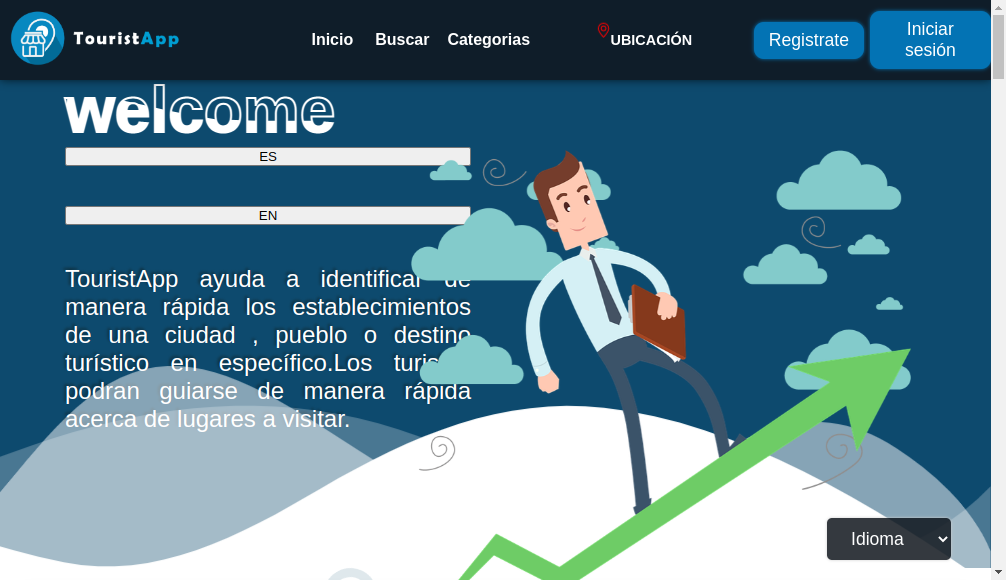 TouristApp
Inicio Buscar Categorias
UBICACIÓN
Registrate
Iniciar
sesión
welcome
ES
EN
TouristApp ayuda a identificar de
manera rápida los establecimientos
de una ciudad , pueblo o destino
turístico en específico.Los turistas
podran guiarse de manera rápida
acerca de lugares a visitar.
Idioma